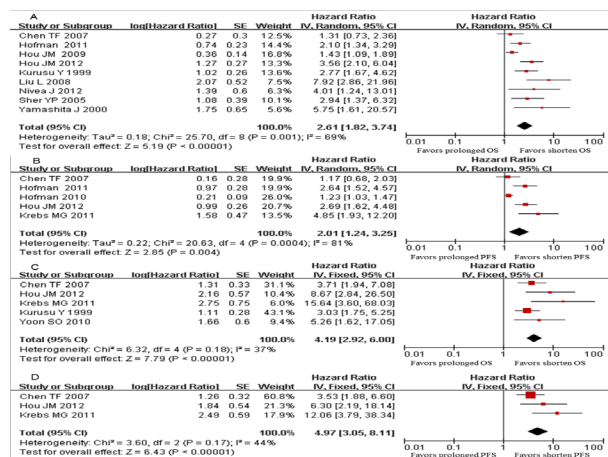 A
Hazard Ratio Hazard Ratio
Study or Subgroup log[Hazard Ratio] SE Weight IV, Random, 95% CI IV, Random, 95% CI
Chen TF 2007 0.27 0.3 12.5% 1.31 [0.73, 2.36]
Hofman 2011 0.74 0.23 14.4% 2.10 [1.34, 3.29]
Hou JM 2009 0.36 0.14 16.8% 1.43 [1.09, 1.89]
Hou JM 2012 1.27 0.27 13.3% 3.56 [2.10, 6.04]
Kurusu Y 1999 1.02 0.26 13.6% 2.77 [1.67, 4.62]
Liu L 2008 2.07 0.52 7.5% 7.92 [2.86, 21.96]
Nivea J 2012 1.39 0.6 6.3% 4.01 [1.24, 13.01]
Sher YP 2005 1.08 0.39 10.1% 2.94 [1.37, 6.32]
Yamashita J 2000 1.75 0.65 5.6% 5.75 [1.61, 20.57]
Total (95% CI) 100.0% 2.61 [1.82, 3.74]
Heterogeneity: Tau² = 0.18; Chi² = 25.70, df = 8 (P = 0.001); I² = 69%
Test for overall effect: Z = 5.19 (P < 0.00001)
0.01 0.1 1 10 100
Favors prolonged OS Favors shorten OS
B
Hazard Ratio Hazard Ratio
Study or Subgroup log[Hazard Ratio] SE Weight IV, Random, 95% CI IV, Random, 95% CI
Chen TF 2007 0.16 0.28 19.9% 1.17 [0.68, 2.03]
Hofman 2011 0.97 0.28 19.9% 2.64 [1.52, 4.57]
Hofman 2010 0.21 0.09 26.0% 1.23 [1.03, 1.47]
Hou JM 2012 0.99 0.26 20.7% 2.69 [1.62, 4.48]
Krebs MG 2011 1.58 0.47 13.5% 4.85 [1.93, 12.20]
Total (95% CI) 100.0% 2.01 [1.24, 3.25]
Heterogeneity: Tau² = 0.22; Chi² = 20.63, df = 4 (P = 0.0004); I² = 81%
Test for overall effect: Z = 2.85 (P = 0.004)
0.01 0.1 1 10 100
Favors prolonged PFS Favors shorten PFS
C
Hazard Ratio Hazard Ratio
Study or Subgroup log[Hazard Ratio] SE Weight IV, Fixed, 95% CI IV, Fixed, 95% CI
Chen TF 2007 1.31 0.33 31.1% 3.71 [1.94, 7.08]
Hou JM 2012 2.16 0.57 10.4% 8.67 [2.84, 26.50]
Krebs MG 2011 2.75 0.75 6.0% 15.64 [3.60, 68.03]
Kurusu Y 1999 1.11 0.28 43.1% 3.03 [1.75, 5.25]
Yoon SO 2010 1.66 0.6 9.4% 5.26 [1.62, 17.05]
Total (95% CI) 100.0% 4.19 [2.92, 6.00]
Heterogeneity: Chi² = 6.32, df = 4 (P = 0.18); I² = 37%
Test for overall effect: Z = 7.79 (P < 0.00001)
0.01 0.1 1 10 100
Favors prolonged OS Favors shorten OS
D
Hazard Ratio Hazard Ratio
Study or Subgroup log[Hazard Ratio] SE Weight IV, Fixed, 95% CI IV, Fixed, 95% CI
Chen TF 2007 1.26 0.32 60.8% 3.53 [1.88, 6.60]
Hou JM 2012 1.84 0.54 21.3% 6.30 [2.19, 18.14]
Krebs MG 2011 2.49 0.59 17.9% 12.06 [3.79, 38.34]
Total (95% CI) 100.0% 4.97 [3.05, 8.11]
Heterogeneity: Chi² = 3.60, df = 2 (P = 0.17); I² = 44%
Test for overall effect: Z = 6.43 (P < 0.00001)
0.01 0.1 1 10 100
Favors prolonged PFS Favors shorten PFS